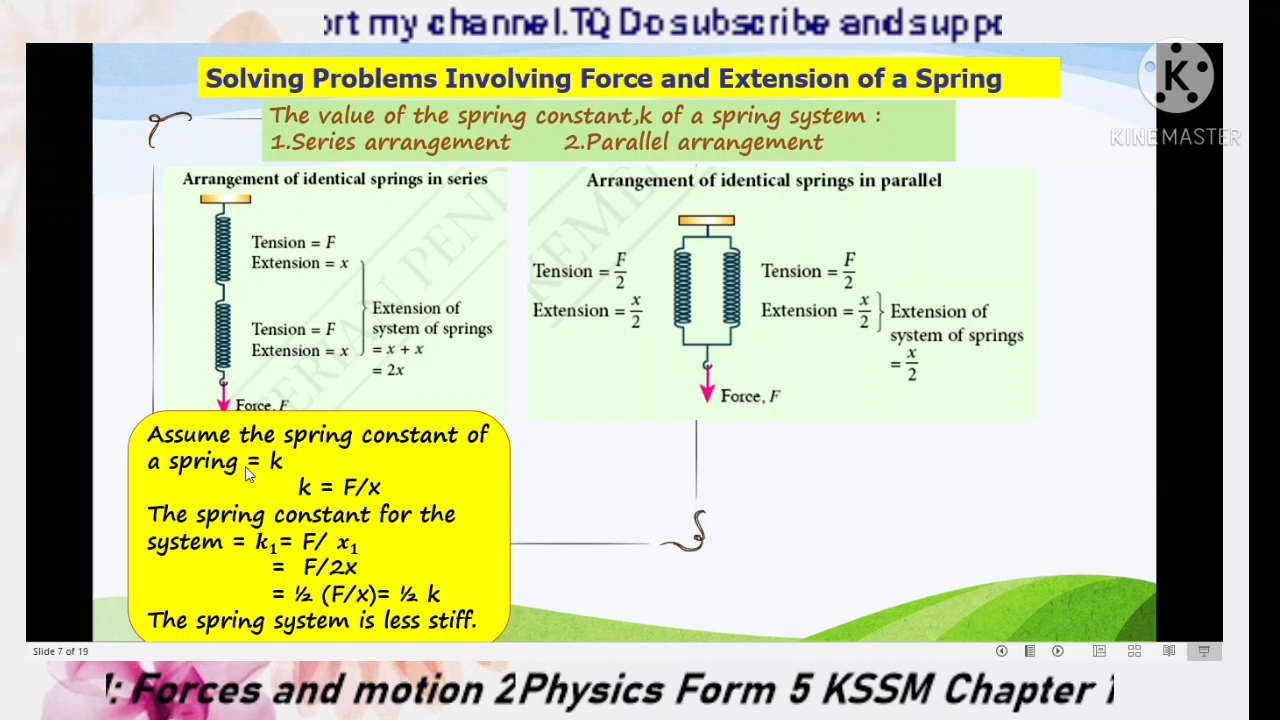 ort my channel.TQ Do subscribe and suppo
Solving Problems Involving Force and Extension of a Spring
K
KINEMASTER
The value of the spring constant,k of a spring system :
1.Series arrangement 2.Parallel arrangement
Arrangement of identical springs in series
Tension = F
Extension = x
Tension = F
Extension = x
Extension of
system of springs
= x + x
= 2x
Force, F
Arrangement of identical springs in parallel
Tension = F/2
Extension = x/2
Tension = F/2
Extension = x/2
Extension of
system of springs
= x/2
Force, F
Assume the spring constant of
a spring = k
k = F/x
The spring constant for the
system = k₁= F/ x₁
= F/2x
= ½ (F/x)= ½ k
The spring system is less stiff.
Slide 7 of 19
1: Forces and motion 2Physics Form 5 KSSM Chapter 1